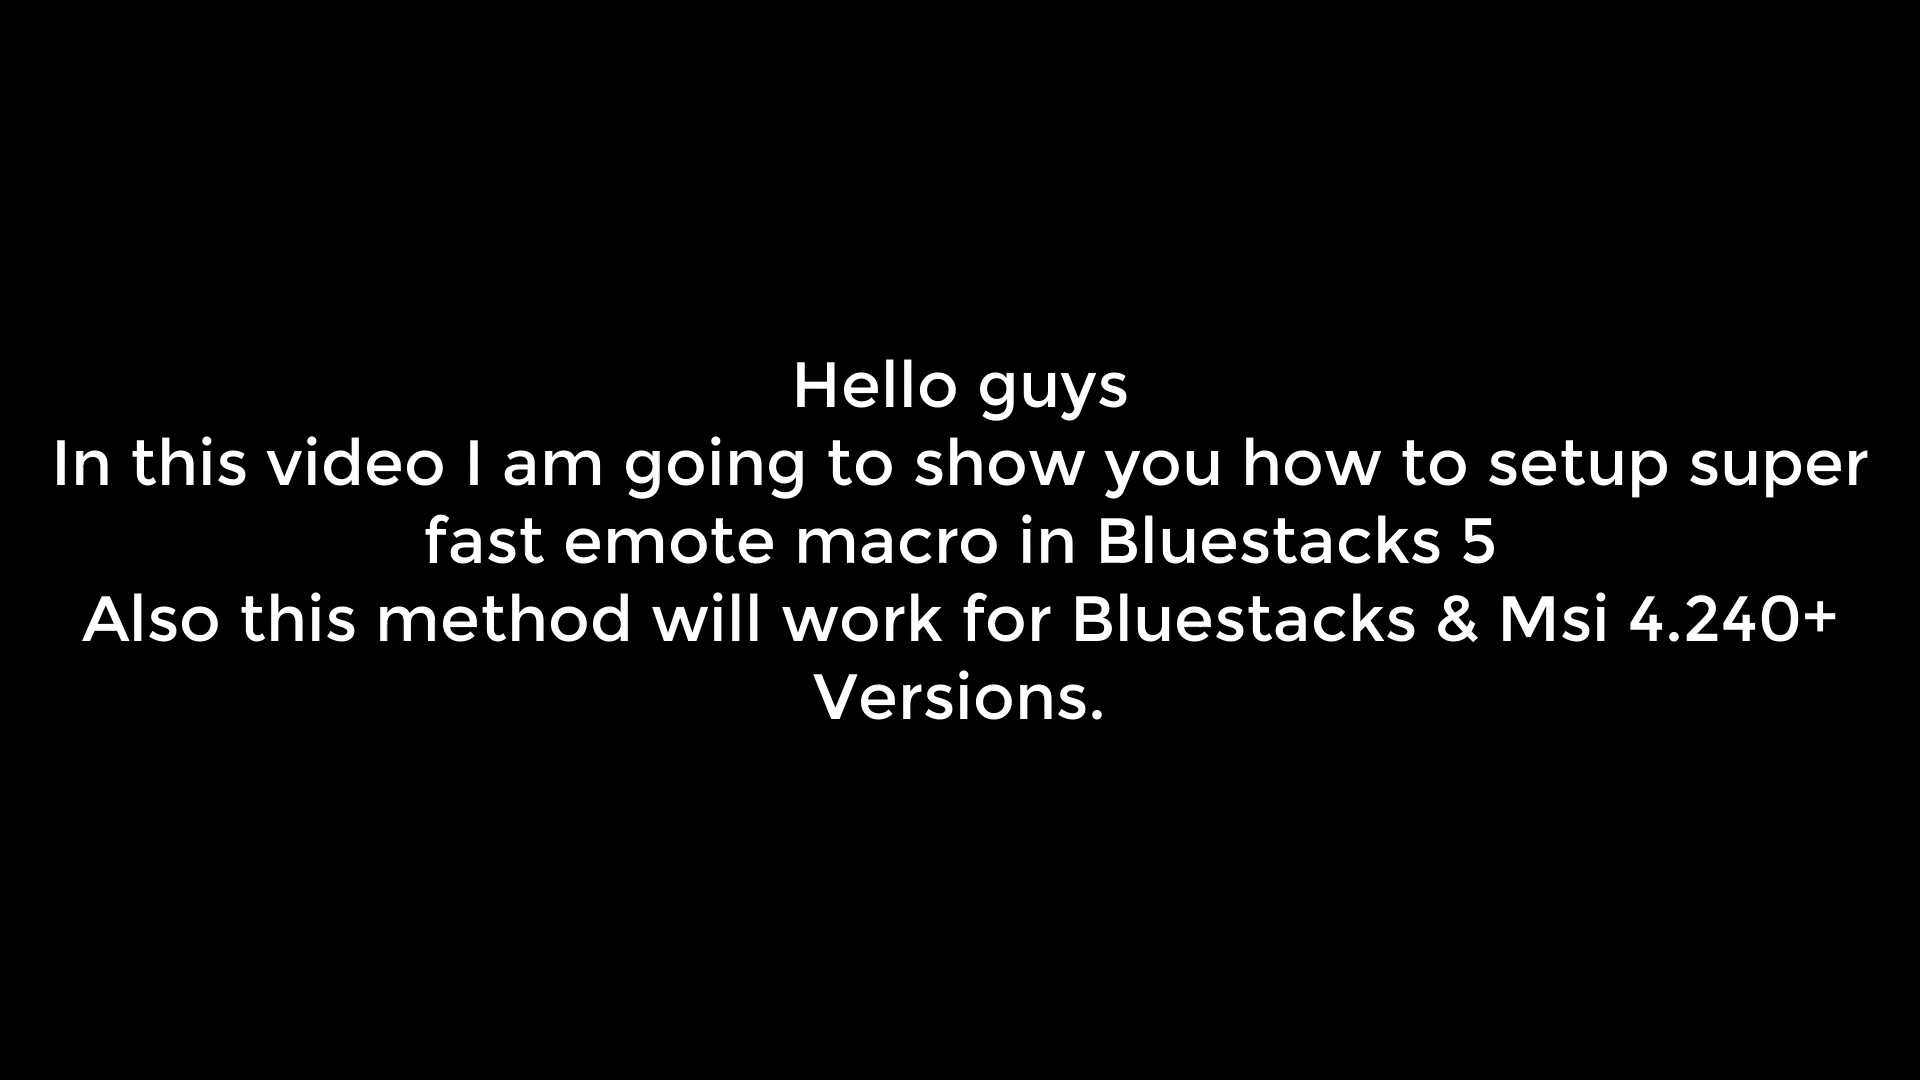 Hello guys
In this video I am going to show you how to setup super
fast emote macro in Bluestacks 5
Also this method will work for Bluestacks & Msi 4.240+
Versions.